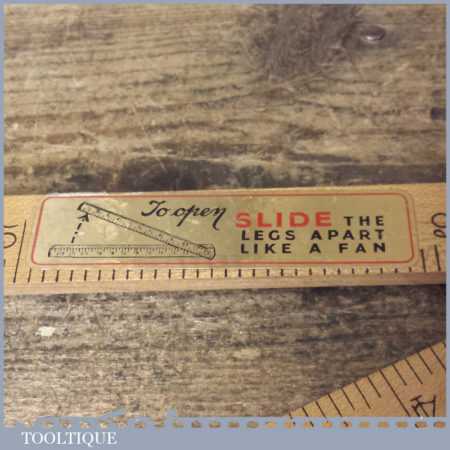 To open
SLIDE THE
LEGS APART
LIKE A FAN
TOOLTIQUE